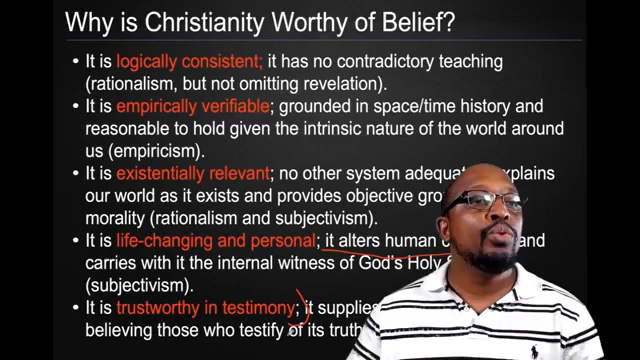 Why is Christianity Worthy of Belief?
• It is logically consistent; it has no contradictory teaching
(rationalism, but not omitting revelation).
• It is empirically verifiable; grounded in space/time history and
reasonable to hold given the intrinsic nature of the world around
us (empiricism).
• It is existentially relevant; no other system explains
our world as it exists and provides objective
morality (rationalism and subjectivism).
• It is life-changing and personal; it alters human and
carries with it the internal witness of God's Holy
(subjectivism).
• It is trustworthy in testimony; it supplies
believing those who testify of its truth